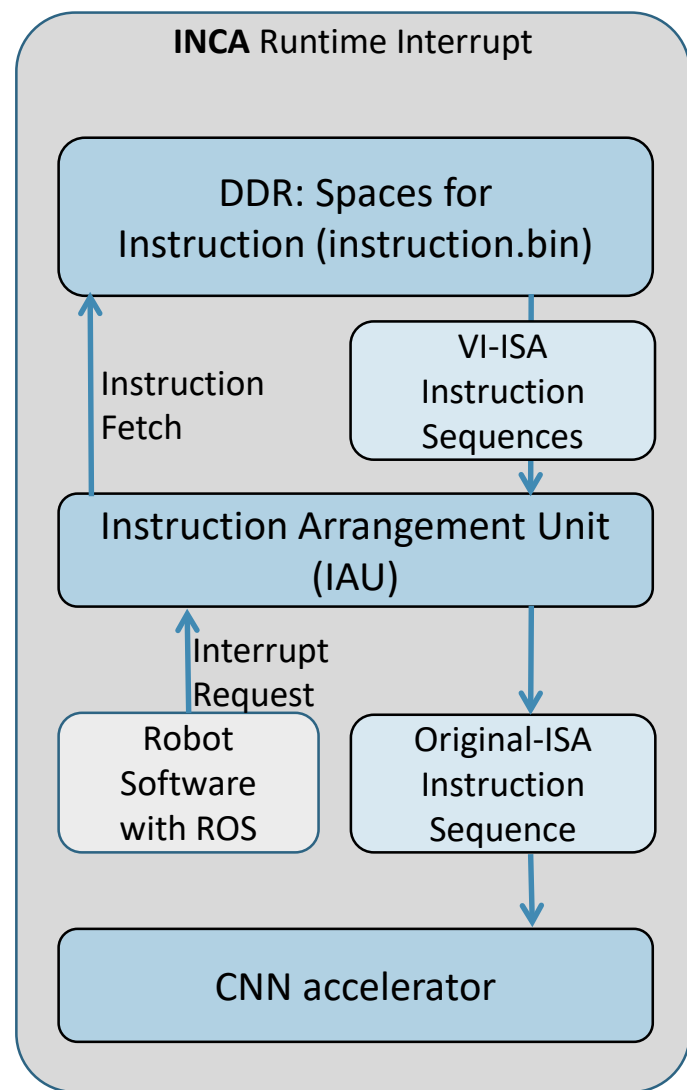 INCA Runtime Interrupt
DDR: Spaces for
Instruction (instruction.bin)
Instruction
Fetch
VI-ISA
Instruction
Sequences
Instruction Arrangement Unit
(IAU)
Interrupt
Request
Robot
Software
with ROS
Original-ISA
Instruction
Sequence
CNN accelerator